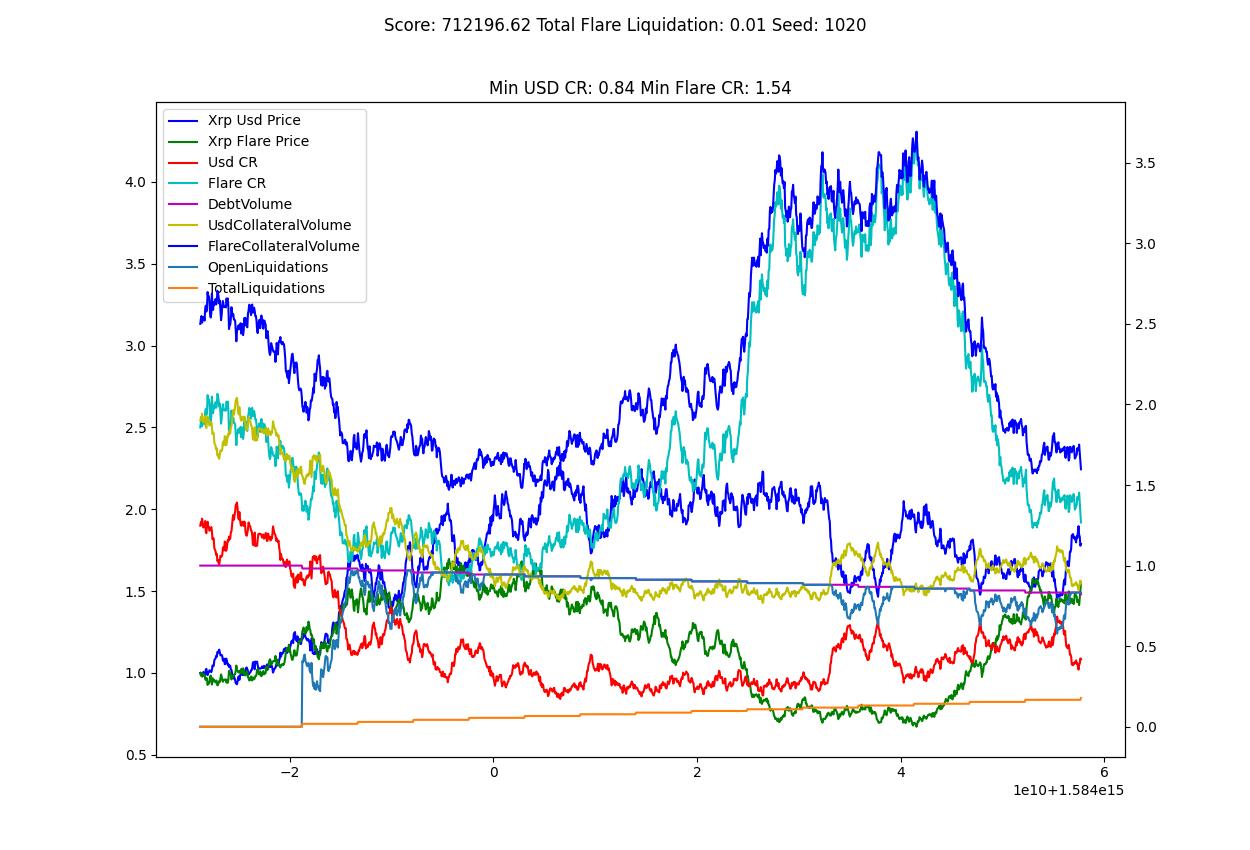 Score: 712196.62 Total Flare Liquidation: 0.01 Seed: 1020
Min USD CR: 0.84 Min Flare CR: 1.54
Xrp Usd Price
Xrp Flare Price
Usd CR
Flare CR
DebtVolume
UsdCollateralVolume
FlareCollateralVolume
OpenLiquidations
TotalLiquidations
4.0
3.5
3.0
2.5
2.0
1.5
1.0
0.5
3.5
3.0
2.5
2.0
1.5
1.0
0.5
0.0
−2 0 2 4 6
1e10+1.584e15